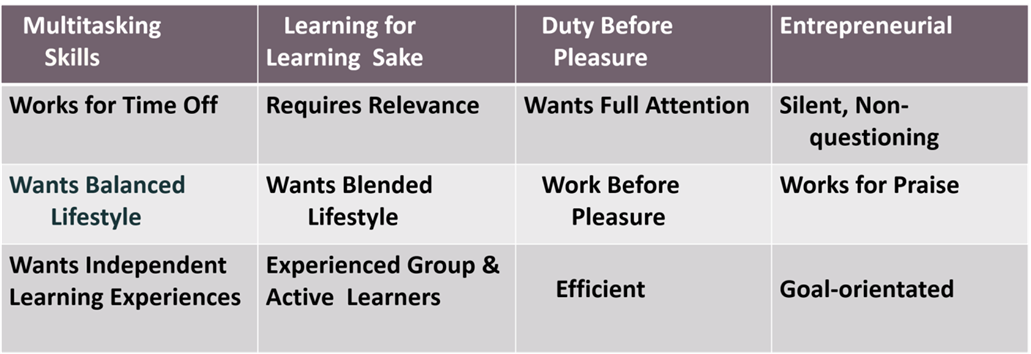 Multitasking
Skills
Learning for
Learning Sake
Duty Before
Pleasure
Entrepreneurial
Works for Time Off
Requires Relevance
Wants Full Attention
Silent, Non-
questioning
Wants Balanced
Lifestyle
Wants Blended
Lifestyle
Work Before
Pleasure
Works for Praise
Wants Independent
Learning Experiences
Experienced Group &
Active Learners
Efficient
Goal-orientated